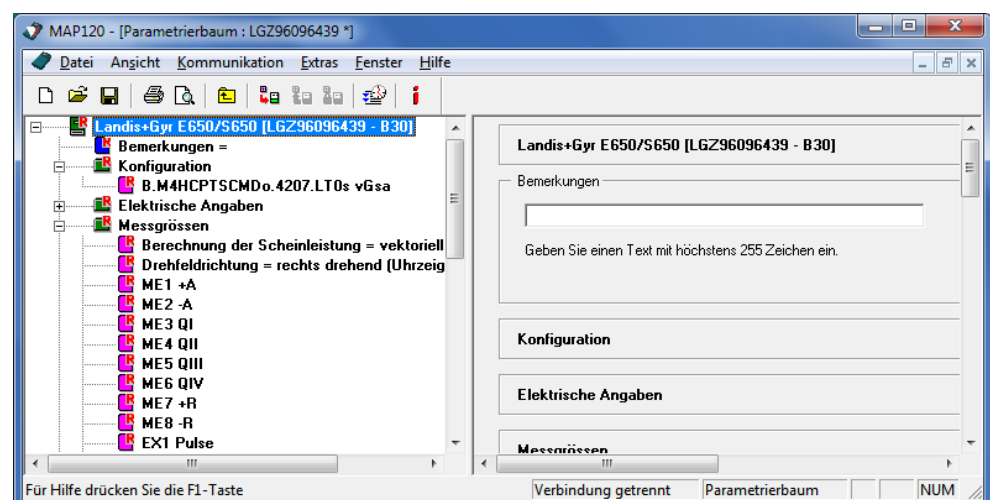 MAP120 - [Parametrierbaum : LGZ96096439 *]
Datei Ansicht Kommunikation Extras Fenster Hilfe
Landis+Gyr E650/S650 [LGZ96096439 - B30]
Bemerkungen =
Konfiguration
B.M4HCPTSCMDo.4207.LT0s vGsa
Elektrische Angaben
Messgrössen
Berechnung der Scheinleistung = vektoriell
Drehfeldrichtung = rechts drehend (Uhrzeig
ME1 +A
ME2 -A
ME3 QI
ME4 QII
ME5 QIII
ME6 QIV
ME7 +R
ME8 -R
EX1 Pulse
Landis+Gyr E650/S650 [LGZ96096439 - B30]
Bemerkungen
Geben Sie einen Text mit höchstens 255 Zeichen ein.
Konfiguration
Elektrische Angaben
Messgrössen
Für Hilfe drücken Sie die F1-Taste
Verbindung getrennt
Parametrierbaum
NUM